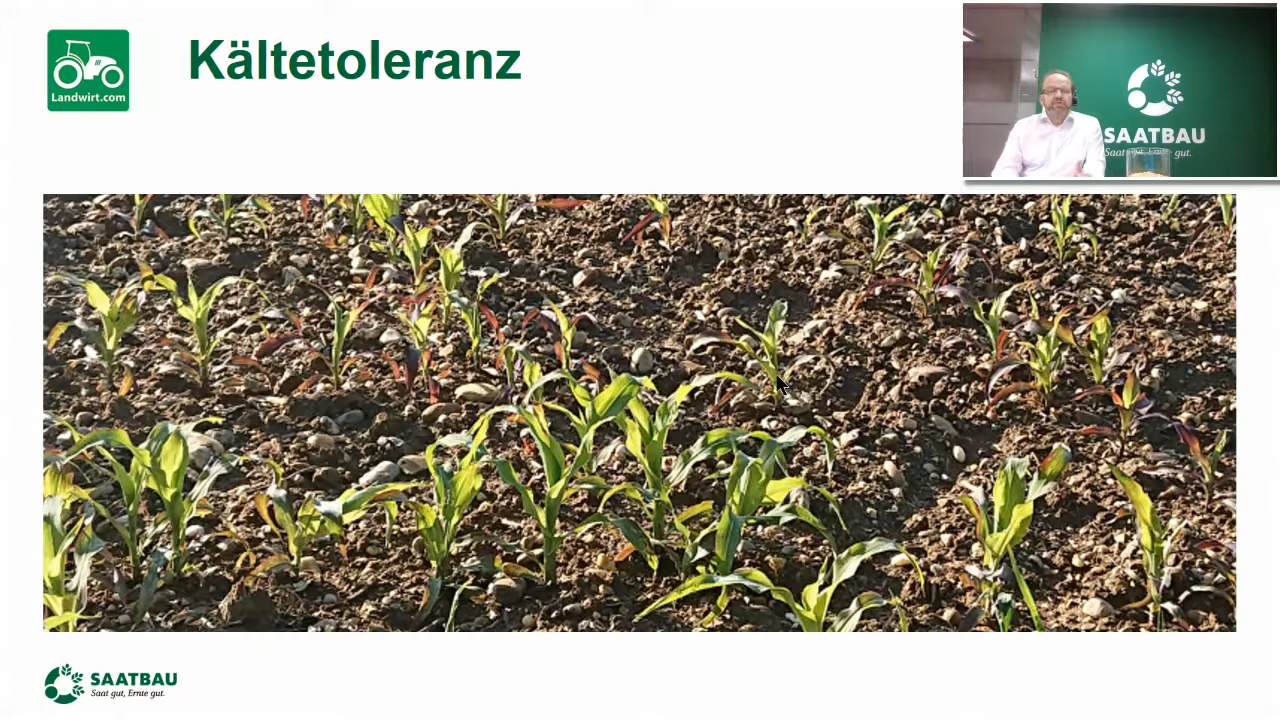 Kältetoleranz
Landwirt.com
SAATBAU
Saat gut, Ernte gut.
SAATBAU
Saat gut, Ernte gut.